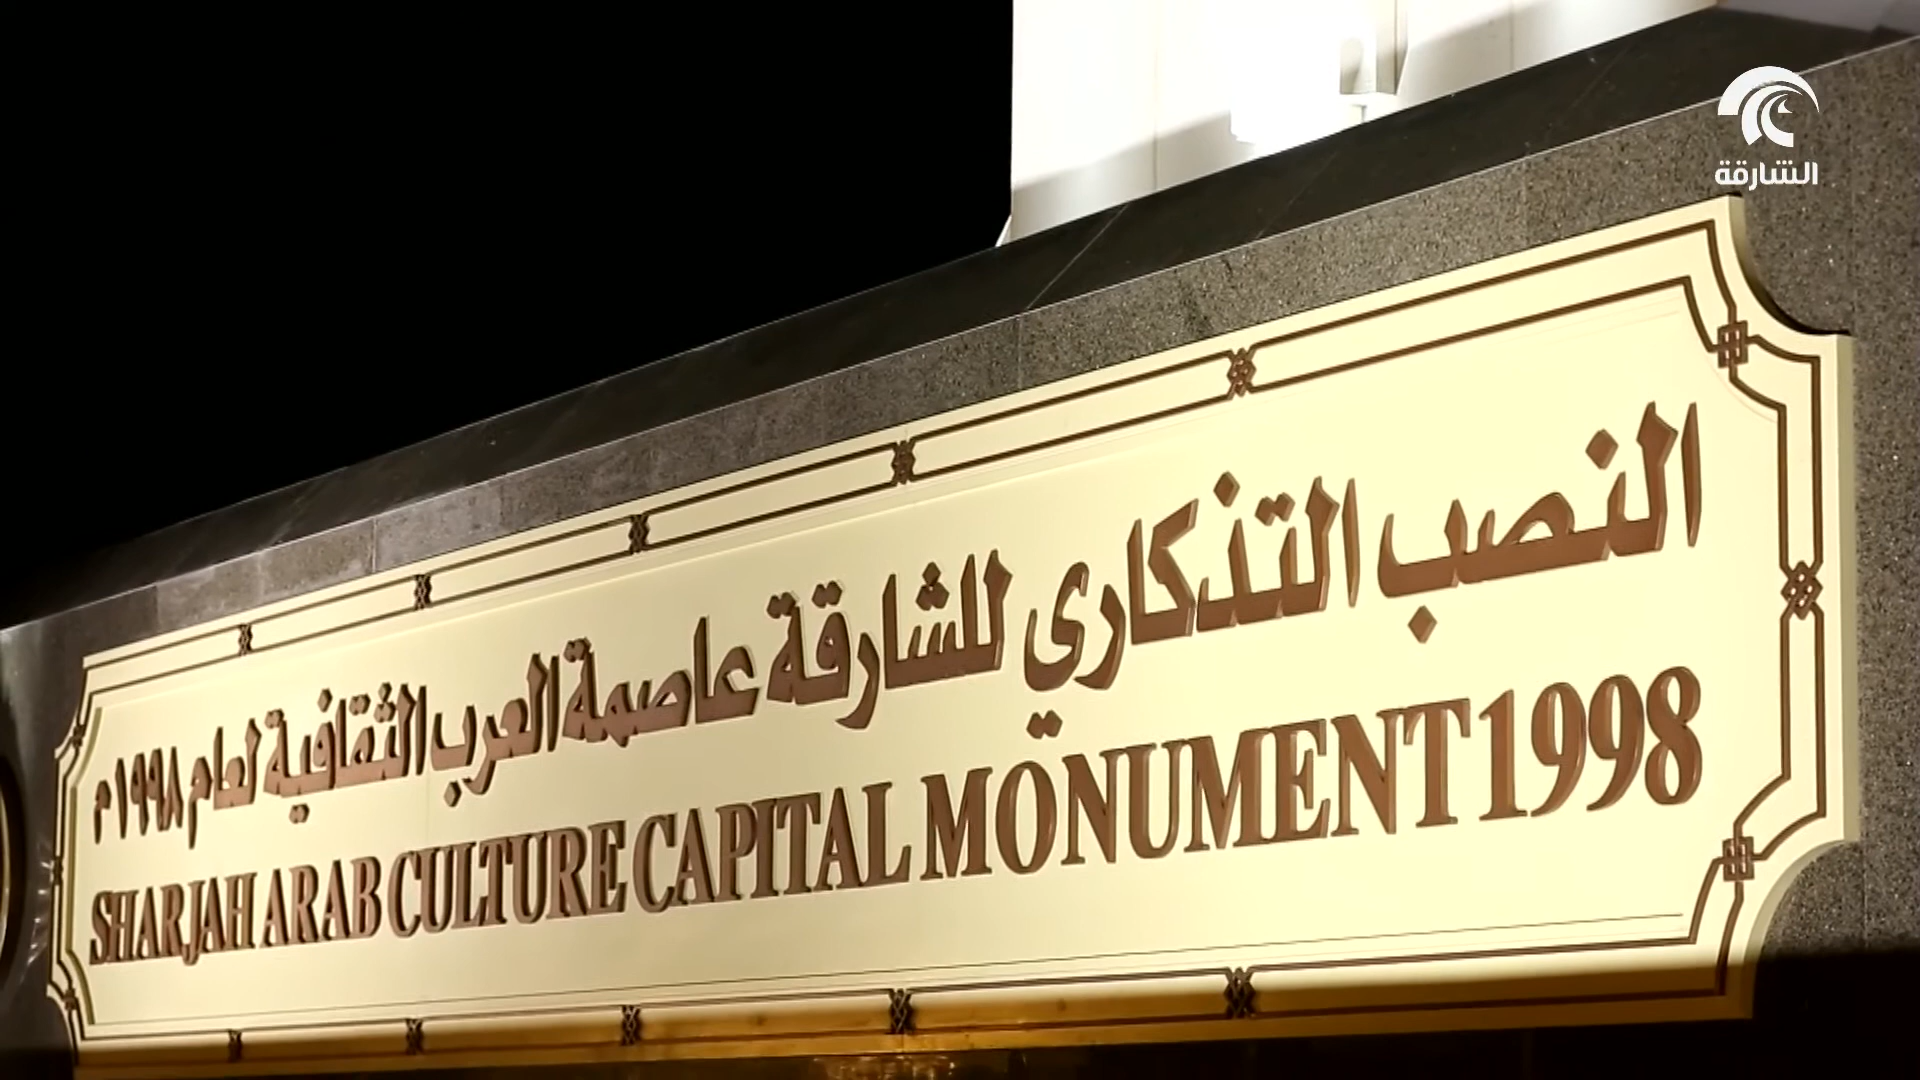 الشارقة
النصب التذكاري للشارقة عاصمة العرب الثقافية لعام ١٩٩٨م
SHARJAH ARAB CULTURE CAPITAL MONUMENT 1998